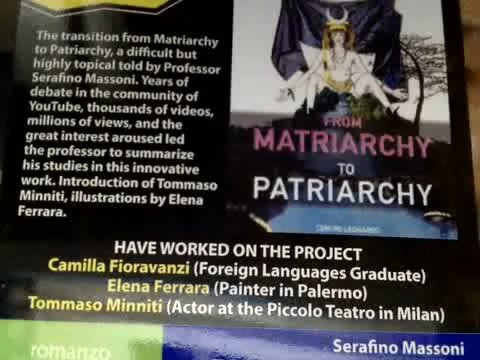 The transition from Matriarchy
to Patriarchy, a difficult but
highly topical told by Professor
Serafino Massoni. Years of
debate in the community of
YouTube, thousands of videos,
millions of views, and the
great interest aroused led
the professor to summarize
his studies in this innovative
work. Introduction of Tommaso
Minniti, illustrations by Elena
Ferrara.
FROM
MATRIARCHY
TO
PATRIARCHY
HAVE WORKED ON THE PROJECT
Camilla Fioravanzi (Foreign Languages Graduate)
Elena Ferrara (Painter in Palermo)
Tommaso Minniti (Actor at the Piccolo Teatro in Milan)
romanzo
Serafino Massoni